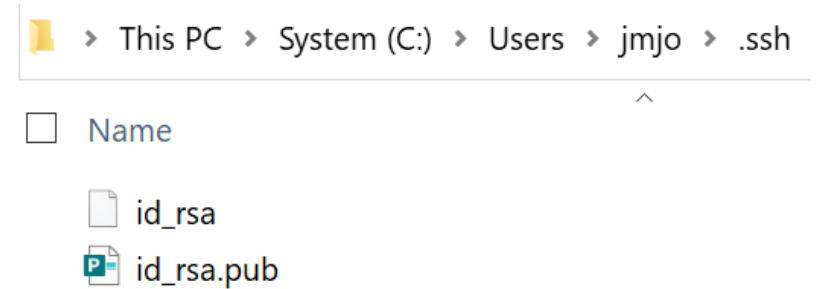 This PC > System (C:) > Users > jmjo > .ssh
Name
id_rsa
id_rsa.pub